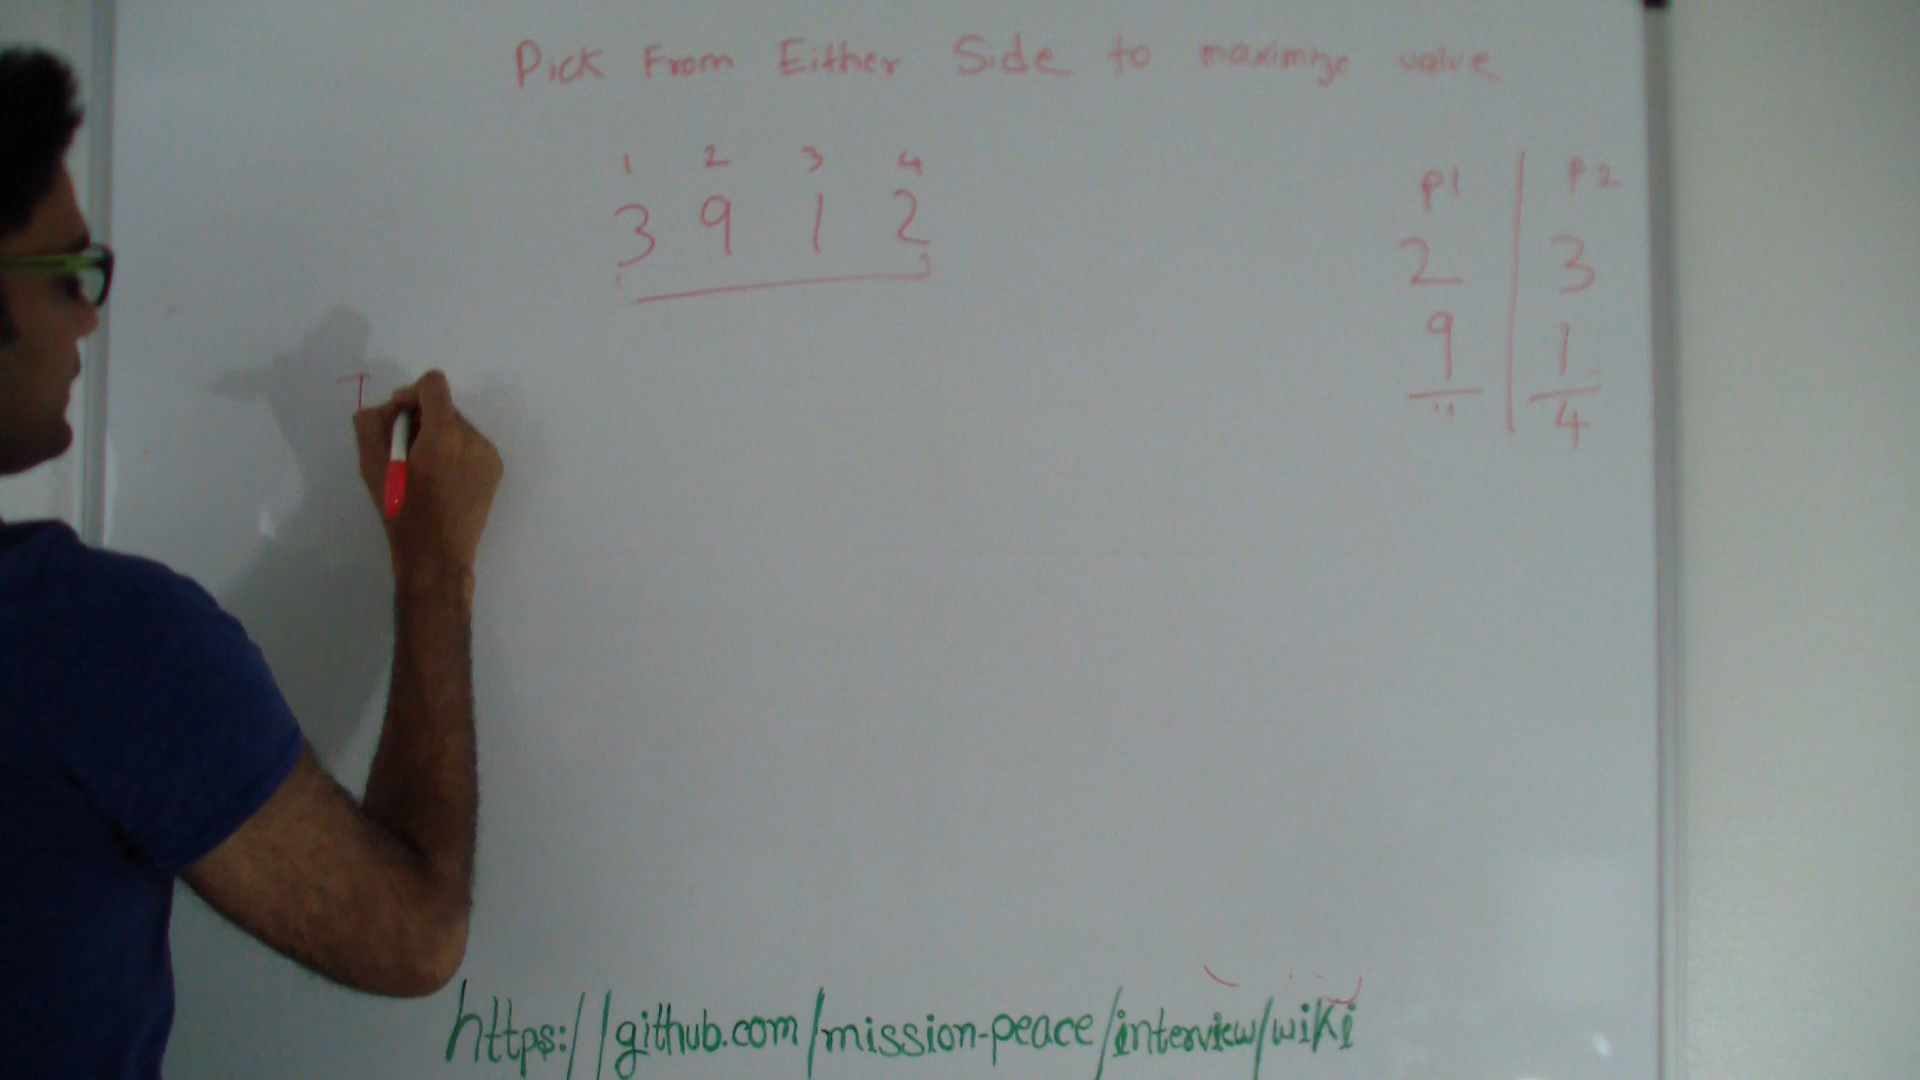 Pick From Either Side to maximize value
1 2 3 4
3 9 1 2
P1 P2
2 3
9 1
11 4
T
https://github.com/mission-peace/interview/wiki